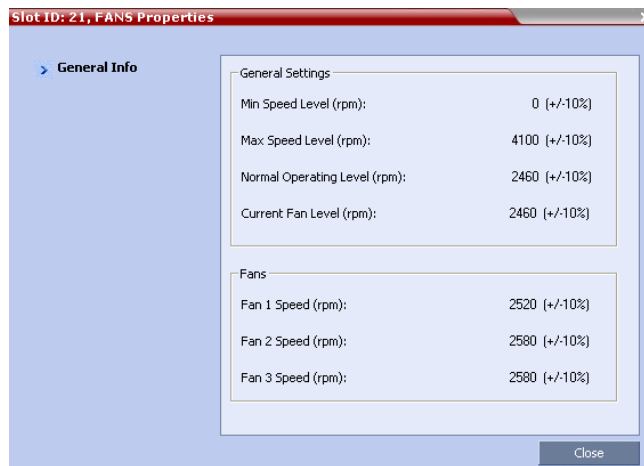 Slot ID: 21, FANS Properties
General Info
General Settings
Min Speed Level (rpm): 0 (+/-10%)
Max Speed Level (rpm): 4100 (+/-10%)
Normal Operating Level (rpm): 2460 (+/-10%)
Current Fan Level (rpm): 2460 (+/-10%)
Fans
Fan 1 Speed (rpm): 2520 (+/-10%)
Fan 2 Speed (rpm): 2580 (+/-10%)
Fan 3 Speed (rpm): 2580 (+/-10%)
Close